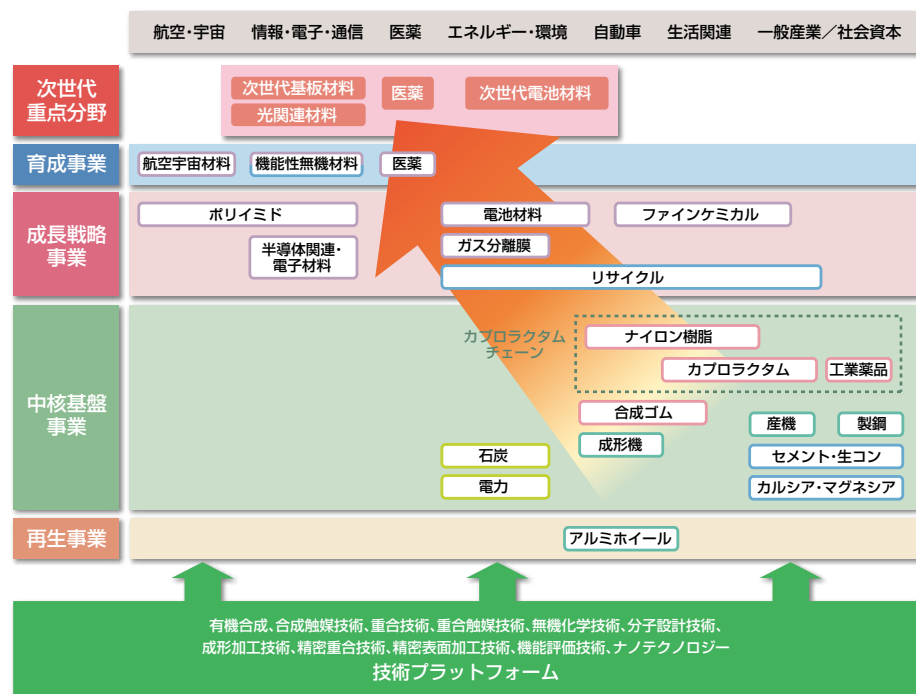 航空・宇宙 情報・電子・通信 医薬 エネルギー・環境 自動車 生活関連 一般産業／社会資本
次世代
重点分野
次世代基板材料
光関連材料
医薬
次世代電池材料
育成事業
航空宇宙材料
機能性無機材料
医薬
成長戦略
事業
ポリイミド
電池材料
ファインケミカル
半導体関連・
電子材料
ガス分離膜
リサイクル
中核基盤
事業
カプロラクタム
チェーン
ナイロン樹脂
カプロラクタム
工業薬品
合成ゴム
成形機
産機
製鋼
石炭
セメント・生コン
電力
カルシア・マグネシア
再生事業
アルミホイール
有機合成、合成触媒技術、重合技術、重合触媒技術、無機化学技術、分子設計技術、
成形加工技術、精密重合技術、精密表面加工技術、機能評価技術、ナノテクノロジー
技術プラットフォーム